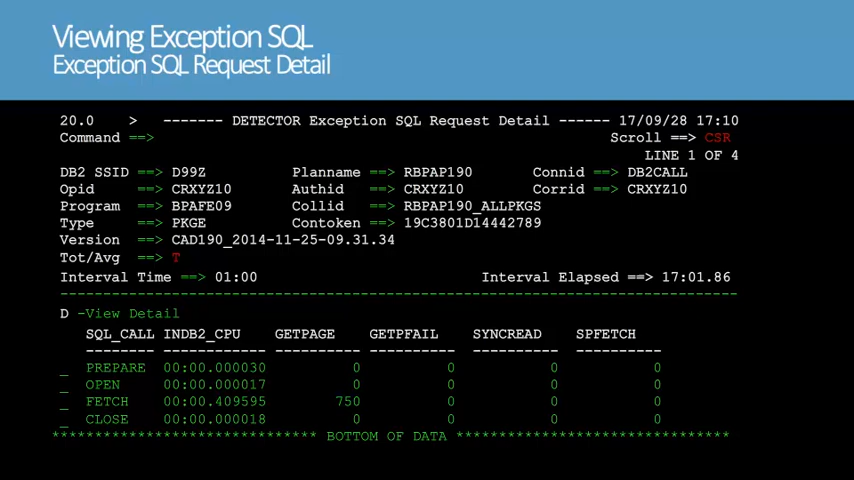 Viewing Exception SQL
Exception SQL Request Detail
20.0 > ------- DETECTOR Exception SQL Request Detail ------ 17/09/28 17:10
Command ==> Scroll ==> CSR
LINE 1 OF 4
DB2 SSID ==> D99Z Planname ==> RBPAP190 Connid ==> DB2CALL
Opid ==> CRXYZ10 Authid ==> CRXYZ10 Corrid ==> CRXYZ10
Program ==> BPAFE09 Collid ==> RBPAP190_ALLPKGS
Type ==> PKGE Contoken ==> 19C3801D14442789
Version ==> CAD190_2014-11-25-09.31.34
Tot/Avg ==> T
Interval Time ==> 01:00 Interval Elapsed ==> 17:01.86
-------------------------------------------------------------------------------
D -View Detail
SQL_CALL INDB2_CPU GETPAGE GETPFAIL SYNCREAD SPFETCH
-------- ------------ ---------- ---------- ---------- ----------
_ PREPARE 00:00.000030 0 0 0 0
_ OPEN 00:00.000017 0 0 0 0
_ FETCH 00:00.409595 750 0 0 0
_ CLOSE 00:00.000018 0 0 0 0
******************************* BOTTOM OF DATA ********************************